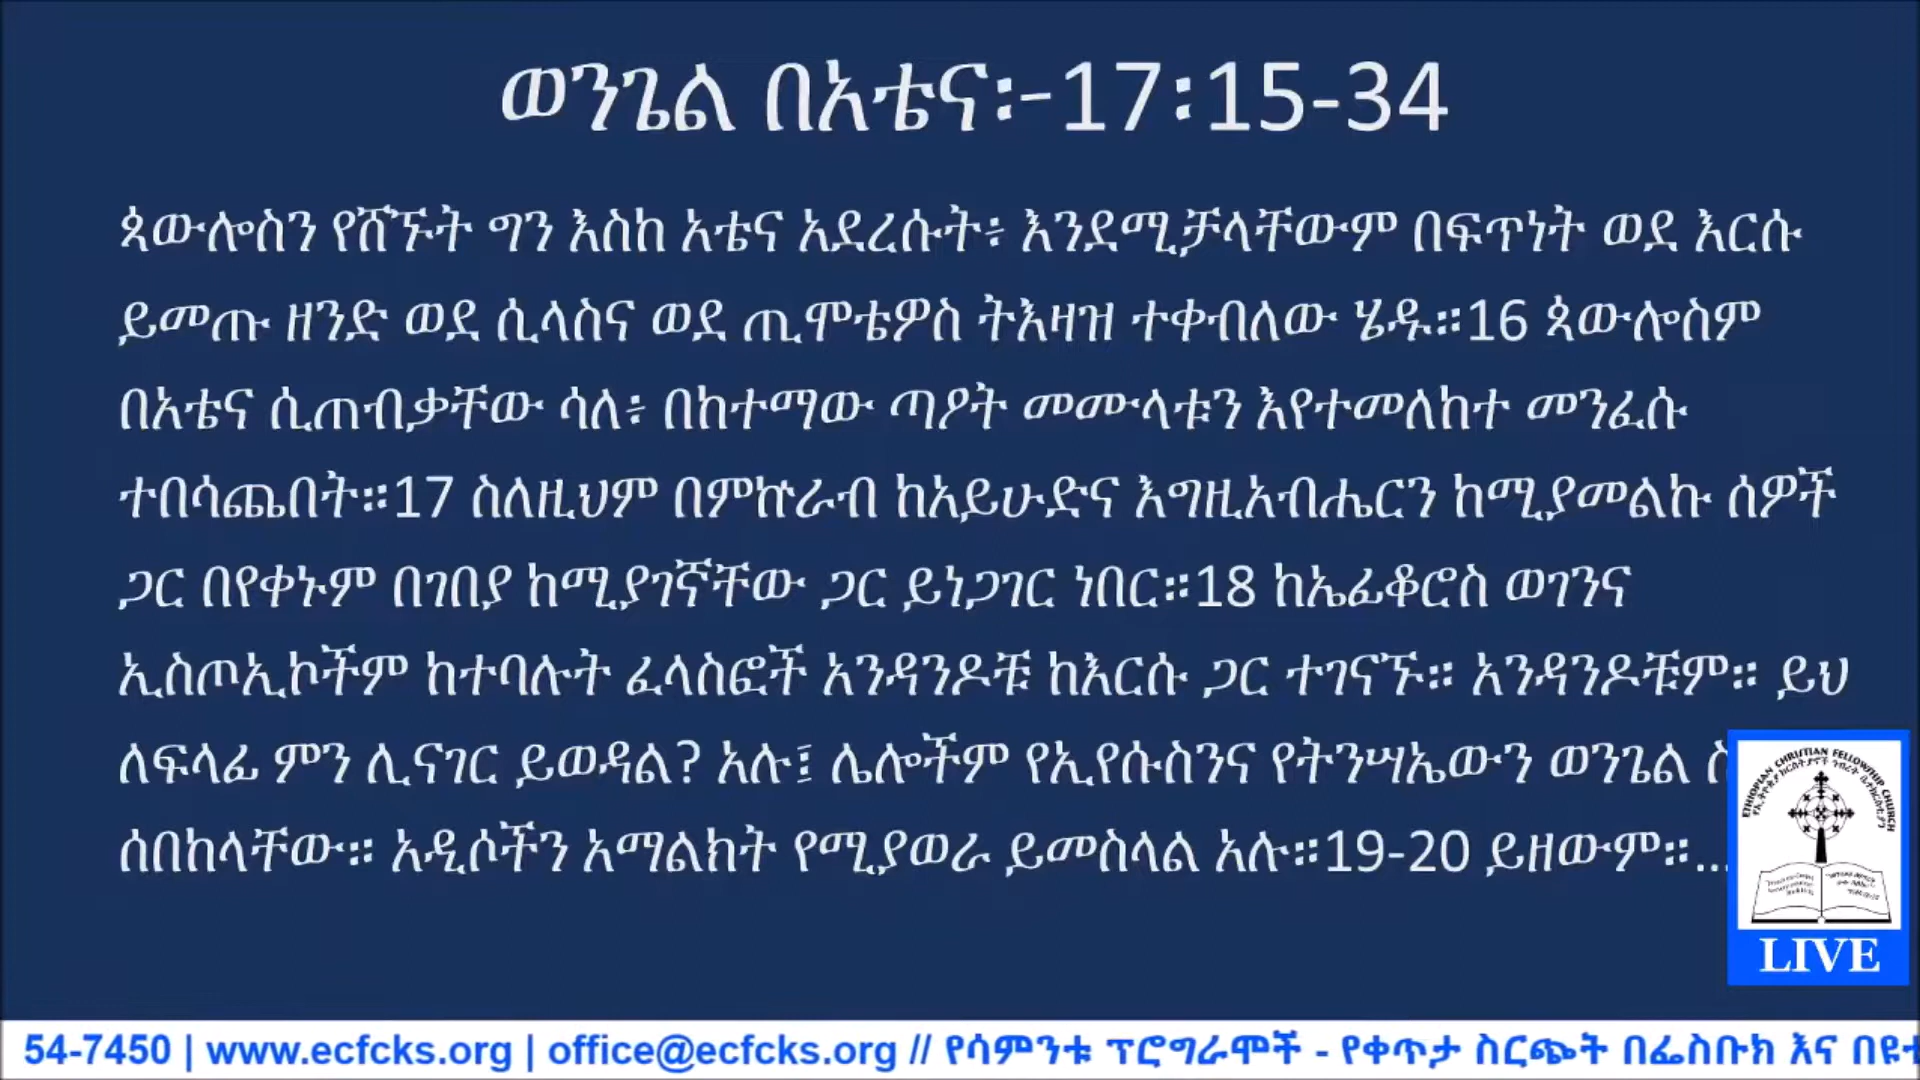 ወንጌል በአቴና፡-17፡15-34
ጳውሎስን የሸኙት ግን እስከ አቴና አደረሱት፥ እንደሚቻላቸውም በፍጥነት ወደ እርሱ
ይመጡ ዘንድ ወደ ሲላስና ወደ ጢሞቴዎስ ትእዛዝ ተቀብለው ሄዱ።16 ጳውሎስም
በአቴና ሲጠብቃቸው ሳለ፥ በከተማው ጣዖት መሙላቱን እየተመለከተ መንፈሱ
ተበሳጨበት።17 ስለዚህም በምኵራብ ከአይሁድና እግዚአብሔርን ከሚያመልኩ ሰዎች
ጋር በየቀኑም በገበያ ከሚያገኛቸው ጋር ይነጋገር ነበር።18 ከኤፊቆሮስ ወገንና
ኢስጦኢኮችም ከተባሉት ፈላስፎች አንዳንዶቹ ከእርሱ ጋር ተገናኙ። አንዳንዶቹም። ይህ
ለፍላፊ ምን ሊናገር ይወዳል? አሉ፤ ሌሎችም የኢየሱስንና የትንሣኤውን ወንጌል
ሰበከላቸው። አዲሶችን አማልክት የሚያወራ ይመስላል አሉ።19-20 ይዘውም።...
ETHIOPIAN CHRISTIAN FELLOWSHIP CHURCH
LIVE
54-7450 | www.ecfcks.org | office@ecfcks.org // የሳምንቱ ፕሮግራሞች - የቀጥታ ስርጭት በፌስቡክ እና